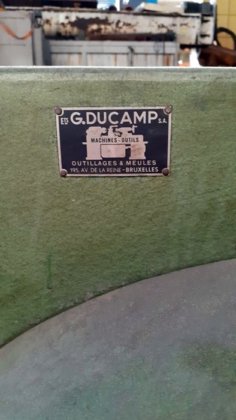 Ets G. DUCAMP S.A.
MACHINES-OUTILS
OUTILLAGES & MEULES
195, AV. DE LA REINE - BRUXELLES